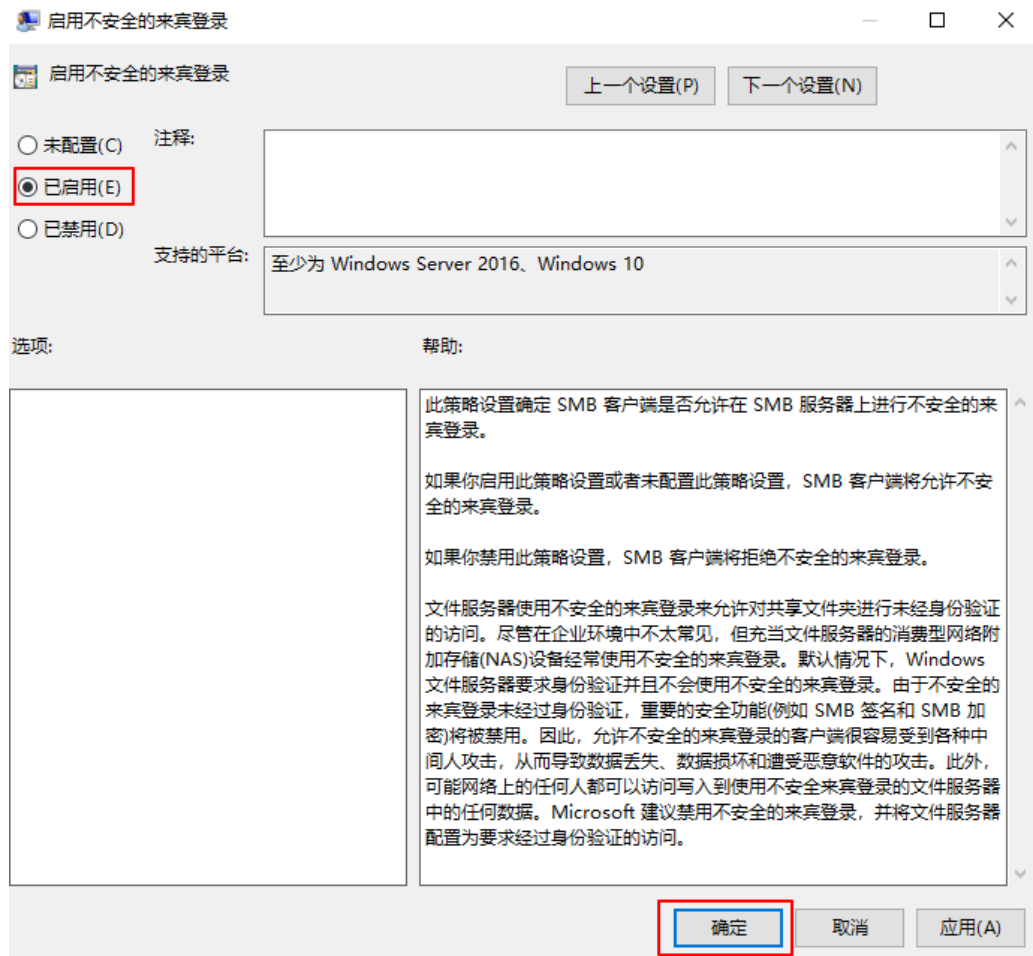 启用不安全的来宾登录
启用不安全的来宾登录
上一个设置(P)
下一个设置(N)
未配置(C)
注释:
已启用(E)
已禁用(D)
支持的平台:
至少为 Windows Server 2016、Windows 10
选项:
帮助:
此策略设置确定 SMB 客户端是否允许在 SMB 服务器上进行不安全的来
宾登录。
如果你启用此策略设置或者未配置此策略设置，SMB 客户端将允许不安
全的来宾登录。
如果你禁用此策略设置，SMB 客户端将拒绝不安全的来宾登录。
文件服务器使用不安全的来宾登录来允许对共享文件夹进行未经身份验证
的访问。尽管在企业环境中不太常见，但充当文件服务器的消费型网络附
加存储(NAS)设备经常使用不安全的来宾登录。默认情况下，Windows
文件服务器要求身份验证并且不会使用不安全的来宾登录。由于不安全的
来宾登录未经过身份验证，重要的安全功能(例如 SMB 签名和 SMB 加
密)将被禁用。因此，允许不安全的来宾登录的客户端很容易受到各种中
间人攻击，从而导致数据丢失、数据损坏和遭受恶意软件的攻击。此外，
可能网络上的任何人都可以访问写入到使用不安全来宾登录的文件服务器
中的任何数据。Microsoft 建议禁用不安全的来宾登录，并将文件服务器
配置为要求经过身份验证的访问。
确定
取消
应用(A)